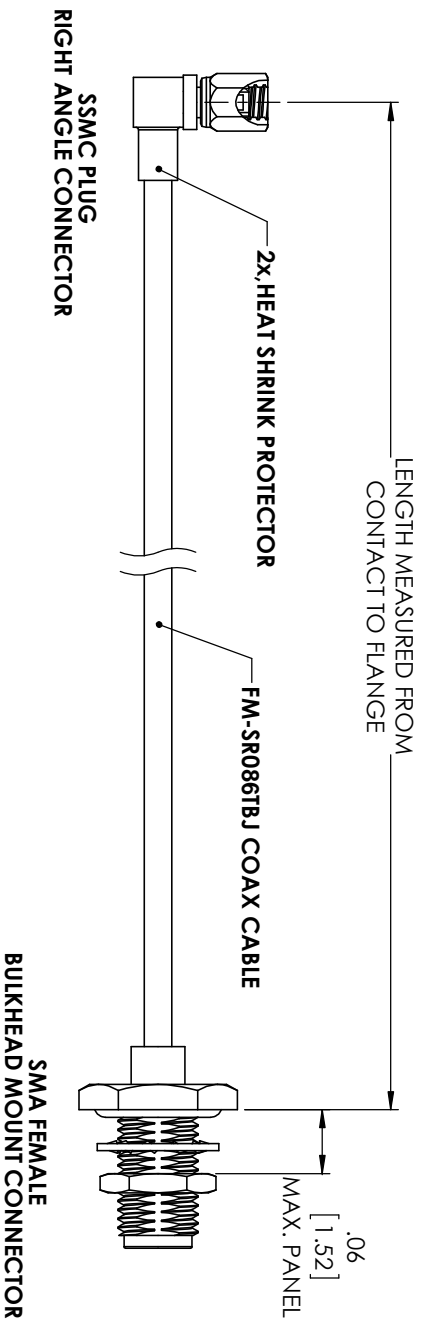 LENGTH MEASURED FROM
CONTACT TO FLANGE
.06
[1.52]
MAX. PANEL
2x,HEAT SHRINK PROTECTOR
FM-SR086TBJ COAX CABLE
SSMC PLUG
RIGHT ANGLE CONNECTOR
SMA FEMALE
BULKHEAD MOUNT CONNECTOR